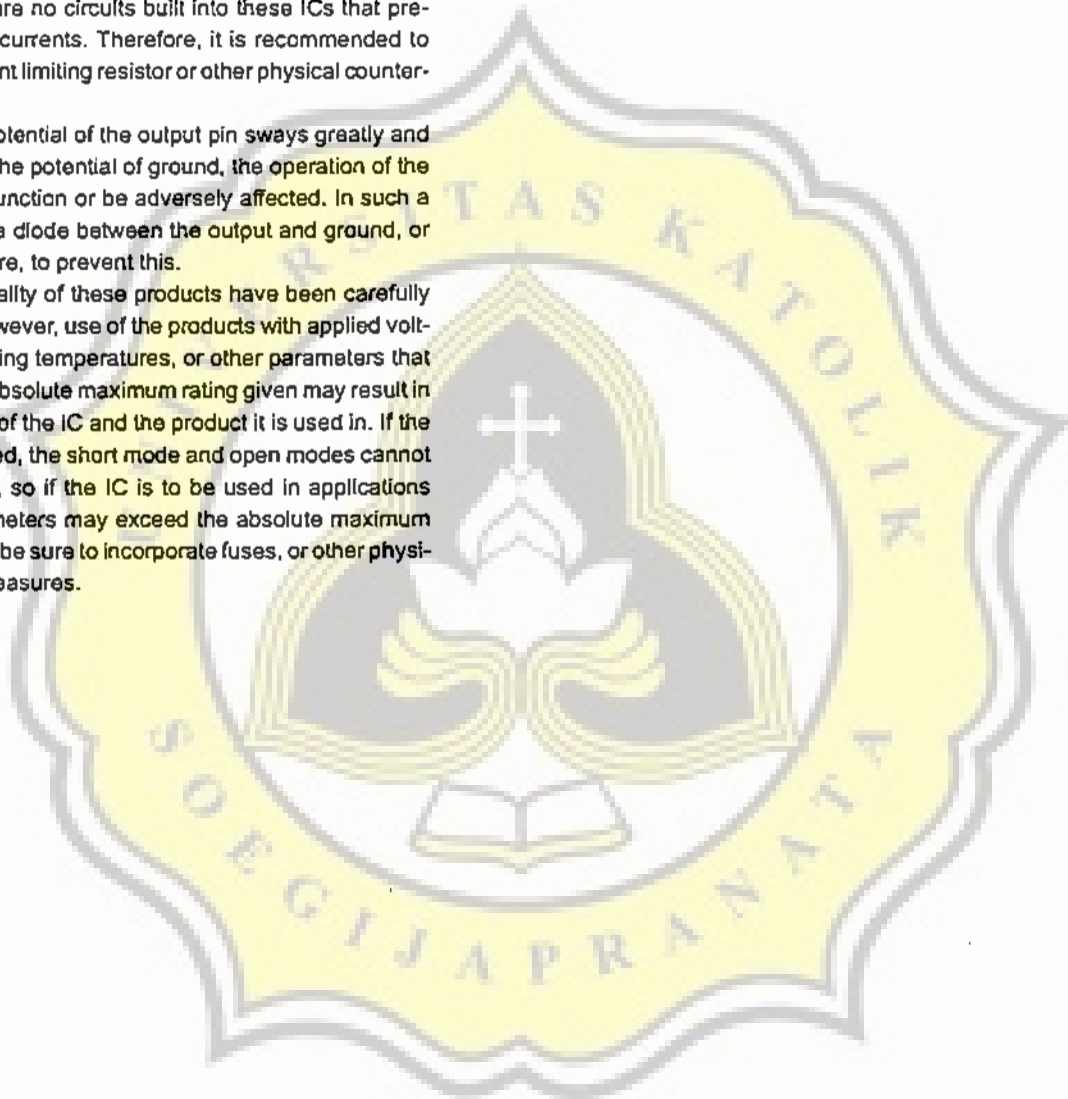 are no circuits built into these ICs that pre-
currents. Therefore, it is recommended to
nt limiting resistor or other physical counter-
otential of the output pin sways greatly and
he potential of ground, the operation of the
unction or be adversely affected. In such a
a diode between the output and ground, or
re, to prevent this.
ality of these products have been carefully
wever, use of the products with applied volt-
ing temperatures, or other parameters that
bsolute maximum rating given may result in
of the IC and the product it is used in. If the
ed, the short mode and open modes cannot
, so if the IC is to be used in applications
neters may exceed the absolute maximum
be sure to incorporate fuses, or other physi-
easures.
UNIVERSITAS KATOLIK
SOEGIJAPRANATA